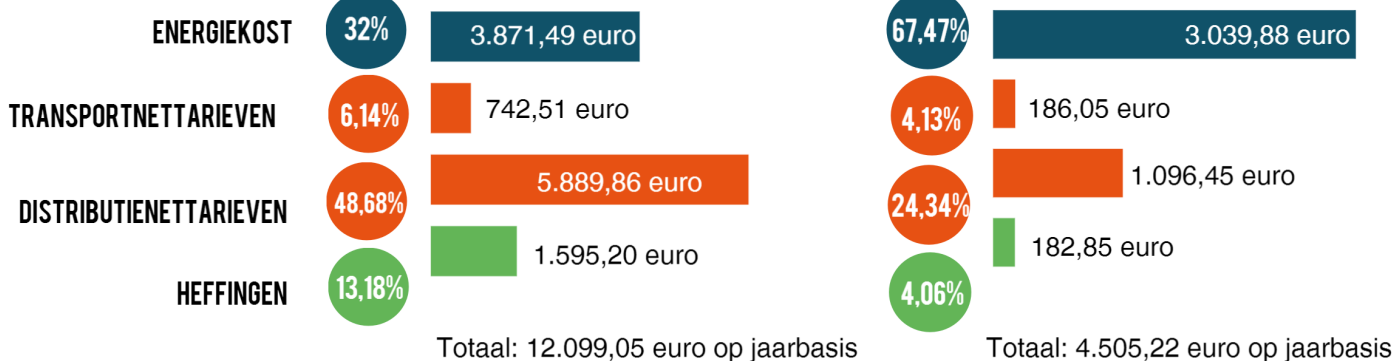 ENERGIEKOST 32% 3.871,49 euro 67,47% 3.039,88 euro
TRANSPORTNETTARIEVEN 6,14% 742,51 euro 4,13% 186,05 euro
DISTRIBUTIENETTARIEVEN 48,68% 5.889,86 euro 24,34% 1.096,45 euro
HEFFINGEN 13,18% 1.595,20 euro 4,06% 182,85 euro
Totaal: 12.099,05 euro op jaarbasis Totaal: 4.505,22 euro op jaarbasis